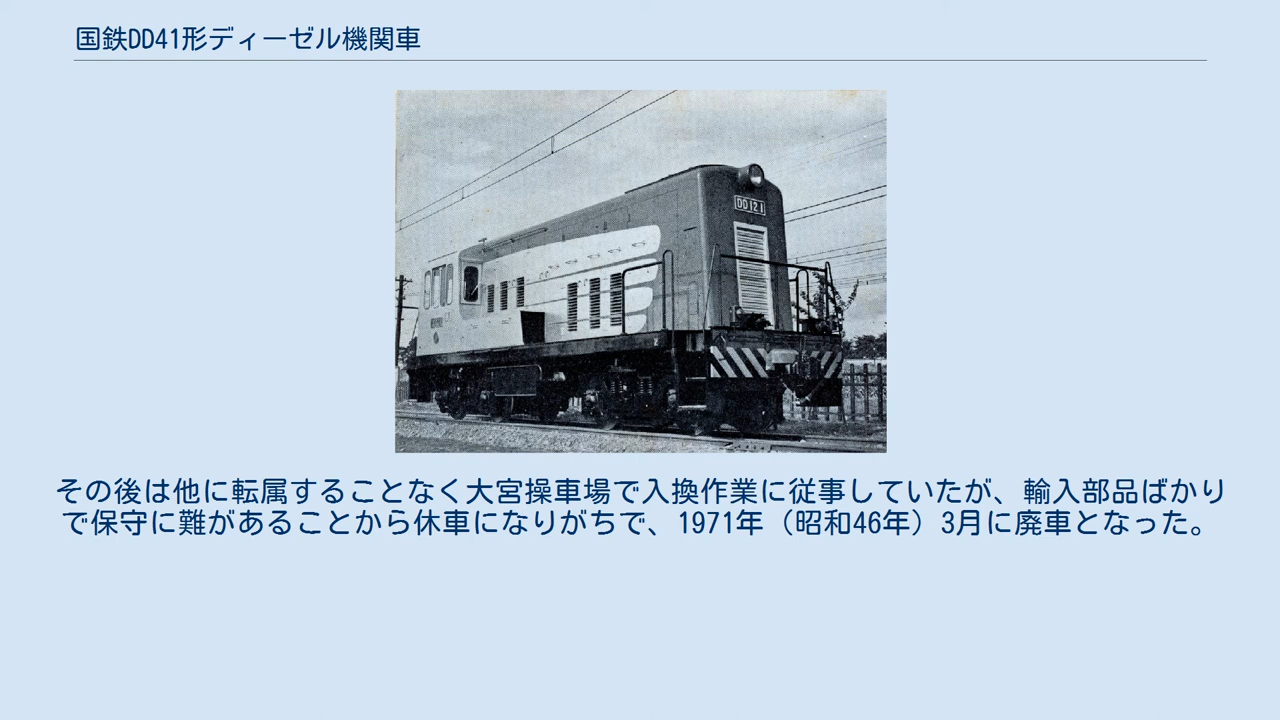 国鉄DD41形ディーゼル機関車
DD 12 1
その後は他に転属することなく大宮操車場で入換作業に従事していたが、輸入部品ばかり
で保守に難があることから休車になりがちで、1971年（昭和46年）3月に廃車となった。